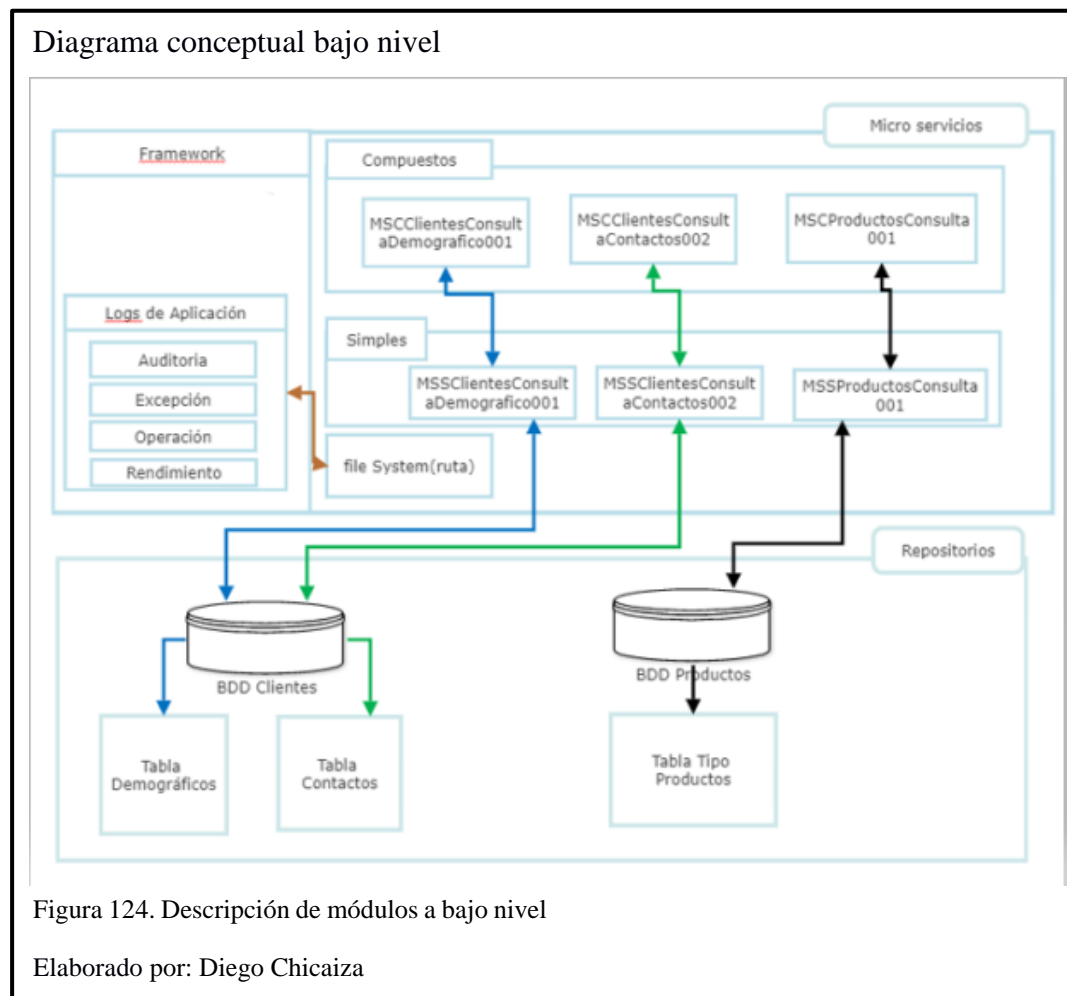 Diagrama conceptual bajo nivel
Micro servicios
Framework
Compuestos
MSCClientesConsult
aDemografico001
MSCClientesConsult
aContactos002
MSCProductosConsulta
001
Logs de Aplicación
Auditoria
Excepción
Operación
Rendimiento
Simples
MSSClientesConsult
aDemografico001
MSSClientesConsult
aContactos002
MSSProductosConsulta
001
file System(ruta)
Repositorios
BDD Clientes
BDD Productos
Tabla
Demográficos
Tabla
Contactos
Tabla Tipo
Productos
Figura 124. Descripción de módulos a bajo nivel
Elaborado por: Diego Chicaiza